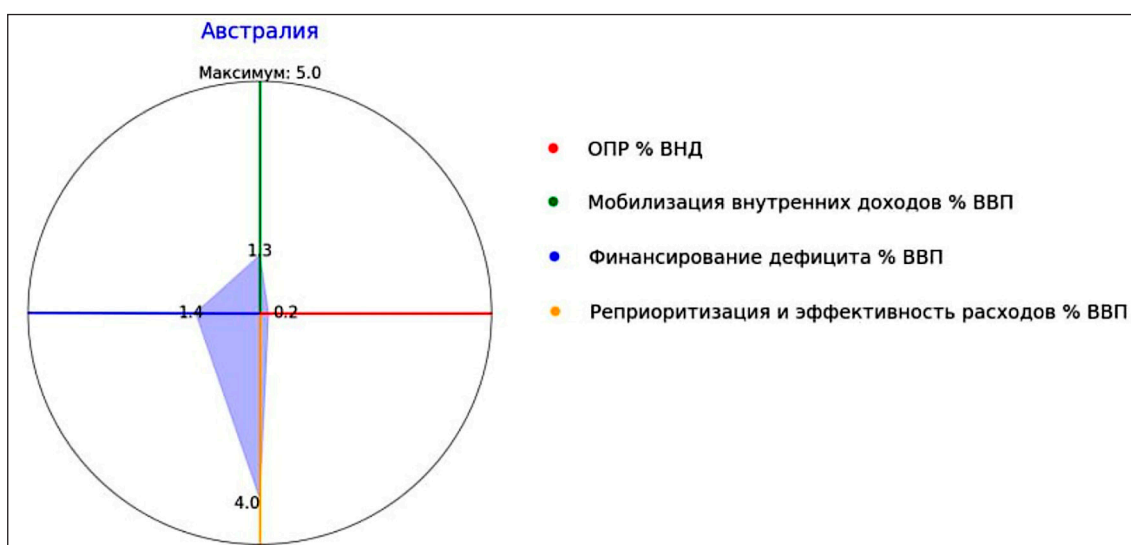 Австралия
Максимум: 5.0
1.3
1.4
0.2
4.0
ОПР % ВНД
Мобилизация внутренних доходов % ВВП
Финансирование дефицита % ВВП
Реприоритизация и эффективность расходов % ВВП